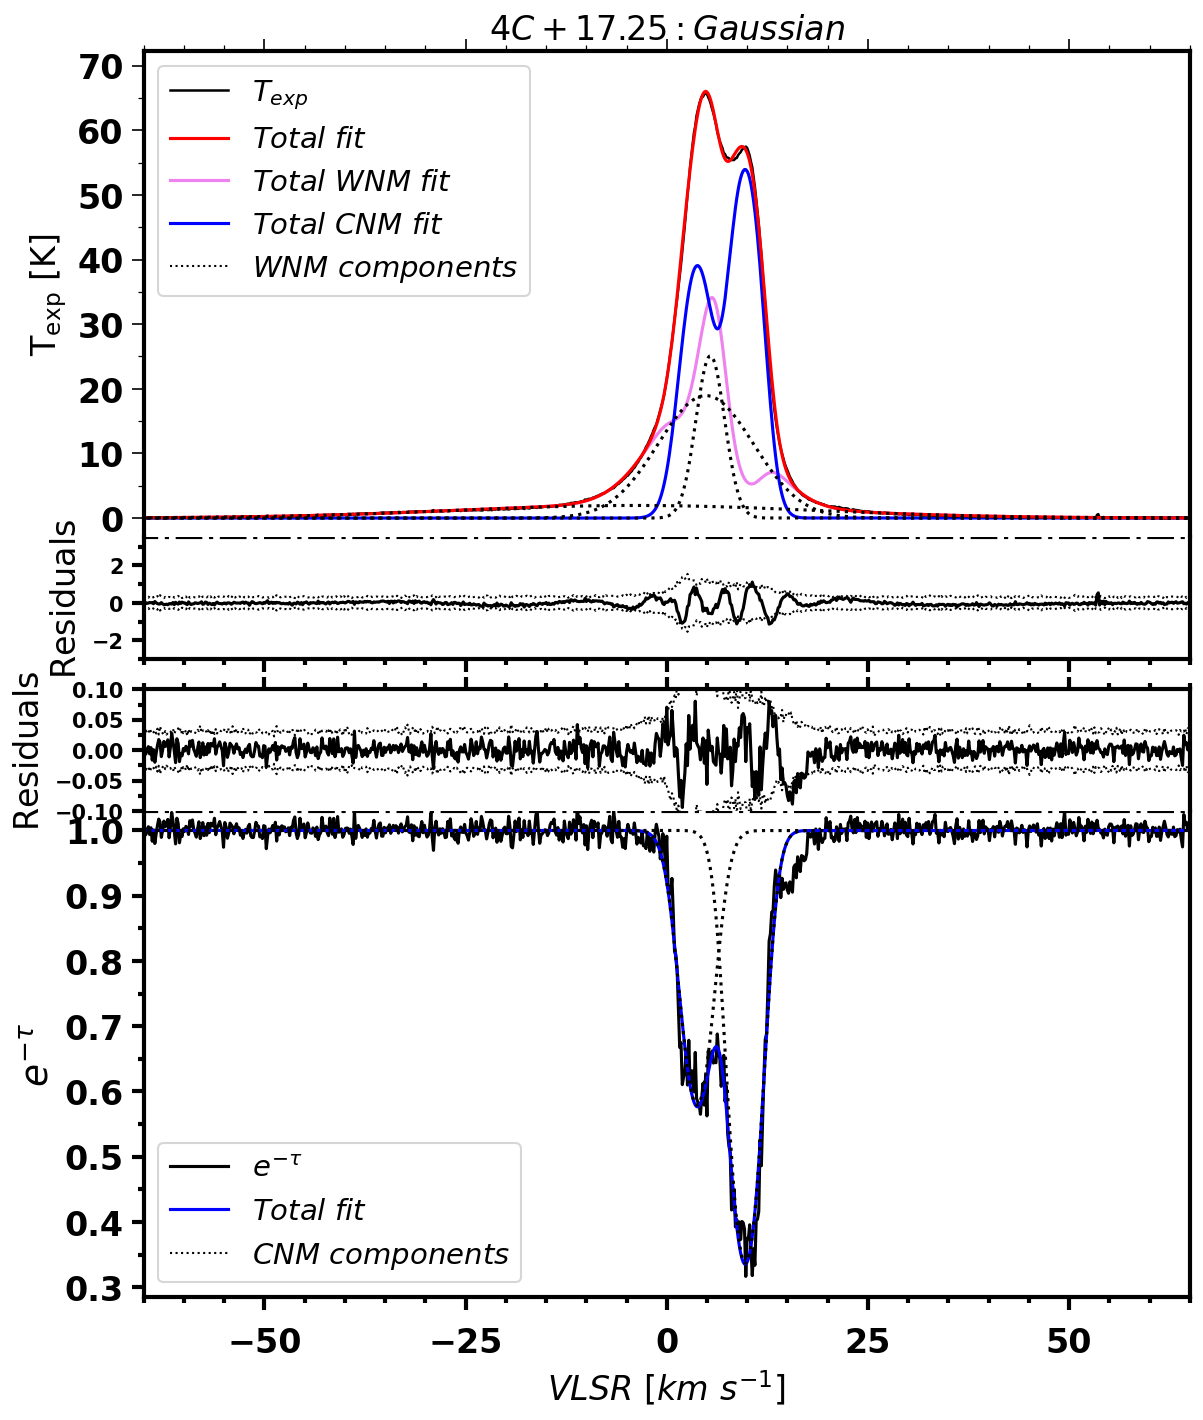 4C + 17.25 : Gaussian
T_exp
Total fit
Total WNM fit
Total CNM fit
WNM components
T_exp [K]
70
60
50
40
30
20
10
0
Residuals
2
0
−2
Residuals
0.10
0.05
0.00
−0.05
−0.10
e^{−τ}
1.0
0.9
0.8
0.7
0.6
0.5
0.4
0.3
e^{−τ}
Total fit
CNM components
−50 −25 0 25 50
VLSR [km s^{−1}]